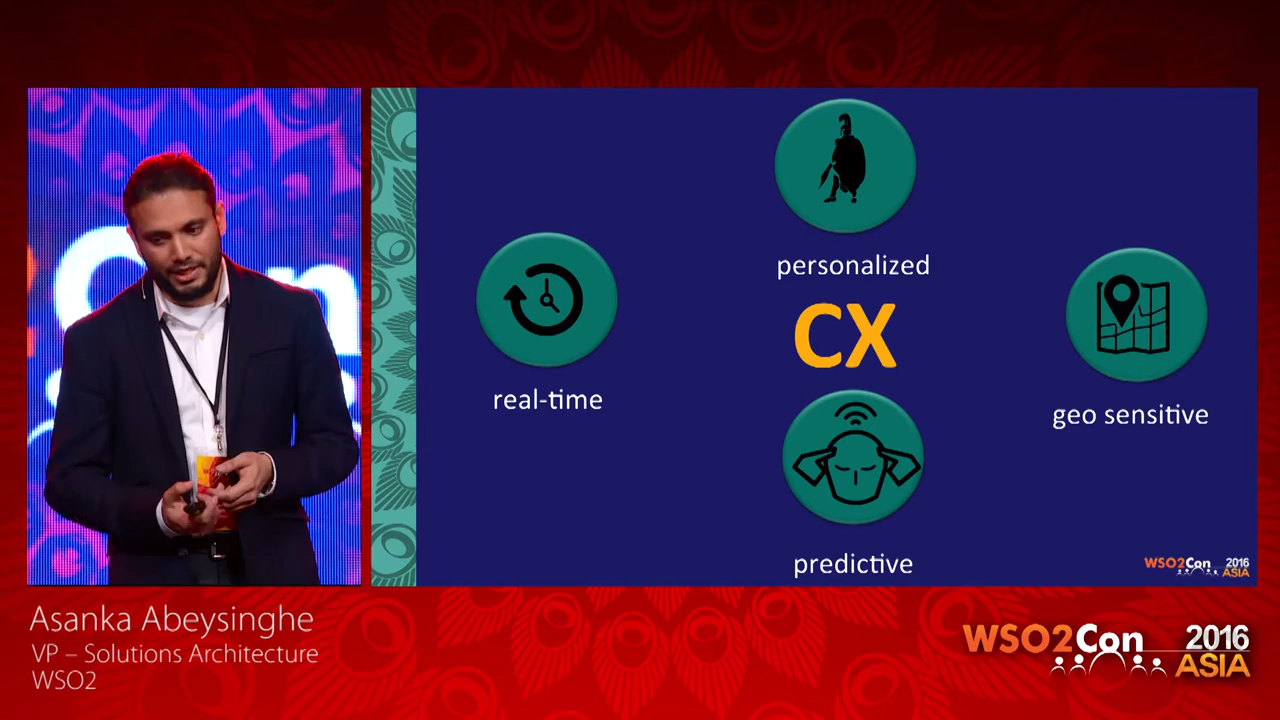 personalized
CX
real-time
geo sensitive
predictive
WSO2Con 2016
ASIA
Asanka Abeysinghe
VP – Solutions Architecture
WSO2
WSO2Con 2016
ASIA